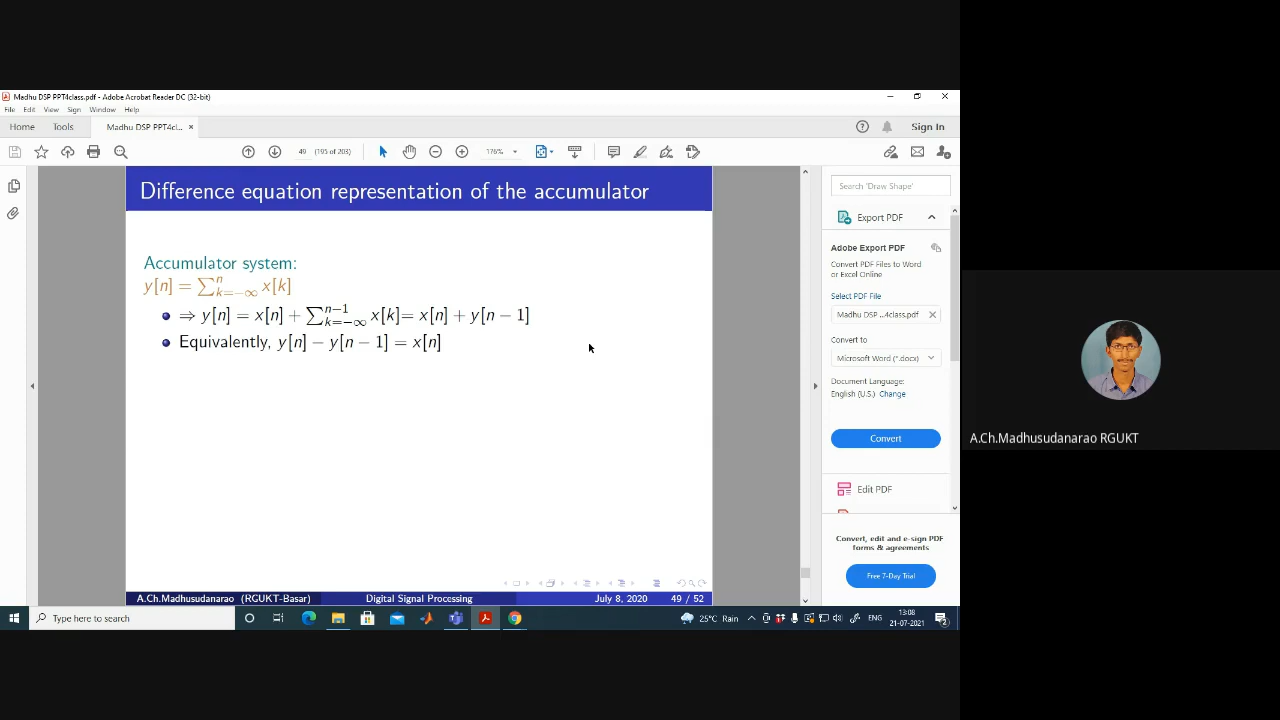 Madhu DSP PPT4class.pdf - Adobe Acrobat Reader DC (32-bit)
File Edit View Sign Window Help
Home Tools Madhu DSP PPT4cl... × Sign In
49 (195 of 203) 176%
Difference equation representation of the accumulator
Accumulator system:
y[n] = ∑_{k=−∞}^{n} x[k]
⇒ y[n] = x[n] + ∑_{k=−∞}^{n−1} x[k]= x[n] + y[n − 1]
Equivalently, y[n] − y[n − 1] = x[n]
A.Ch.Madhusudanarao (RGUKT-Basar) Digital Signal Processing July 8, 2020 49 / 52
Search 'Draw Shape'
Export PDF
Adobe Export PDF
Convert PDF Files to Word
or Excel Online
Select PDF File
Madhu DSP ...4class.pdf
Convert to
Microsoft Word (*.docx)
Document Language:
English (U.S.) Change
Convert
Edit PDF
Convert, edit and e-sign PDF
forms & agreements
Free 7-Day Trial
A.Ch.Madhusudanarao RGUKT
Type here to search
25°C Rain ENG 13:08
21-07-2021
2